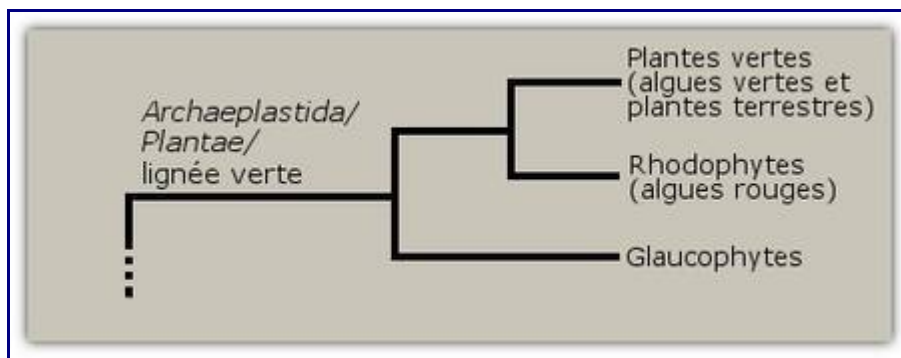 Archaeplastida/
Plantae/
lignée verte
Plantes vertes
(algues vertes et
plantes terrestres)
Rhodophytes
(algues rouges)
Glaucophytes